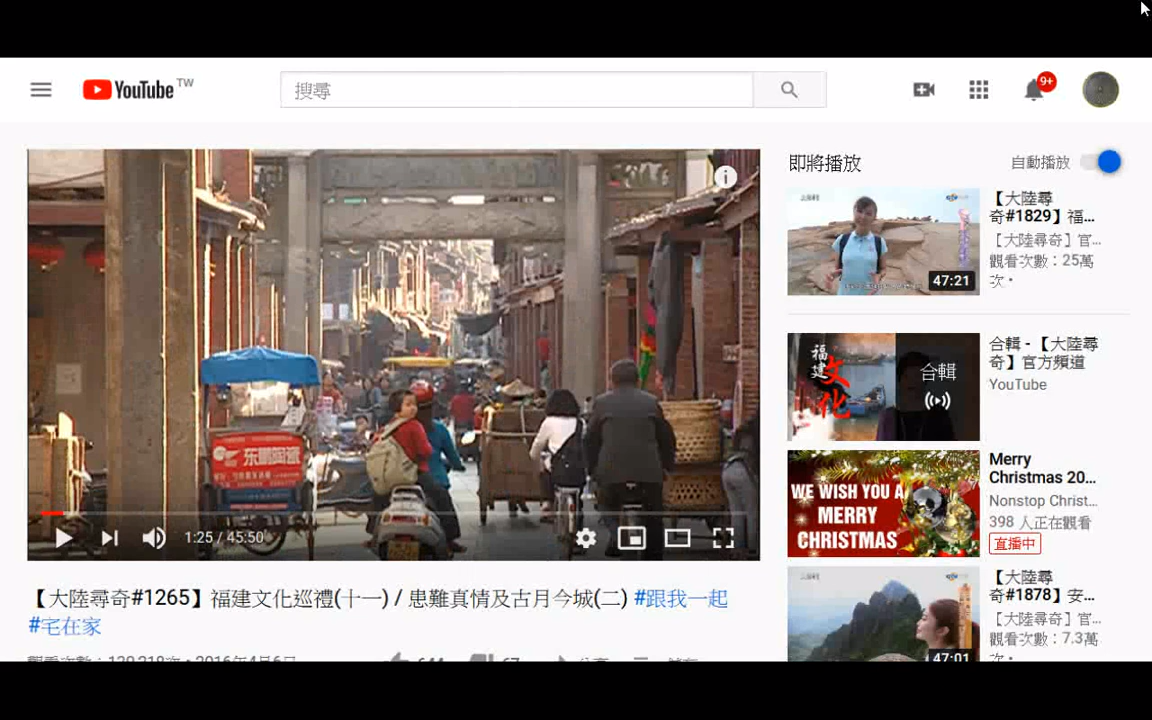 YouTube TW
搜尋
9+
东鹏陶瓷
1:25 / 45:50
【大陸尋奇#1265】福建文化巡禮(十一) / 患難真情及古月今城(二) #跟我一起
#宅在家
即將播放
自動播放
【大陸尋
奇#1829】福...
【大陸尋奇】官...
觀看次數：25萬
次・
47:21
合輯 - 【大陸尋
奇】官方頻道
YouTube
福建文化
合輯
Merry
Christmas 20...
Nonstop Christ...
398 人正在觀看
直播中
WE WISH YOU A
MERRY
CHRISTMAS
【大陸尋
奇#1878】安...
【大陸尋奇】官...
觀看次數：7.3萬
47:01